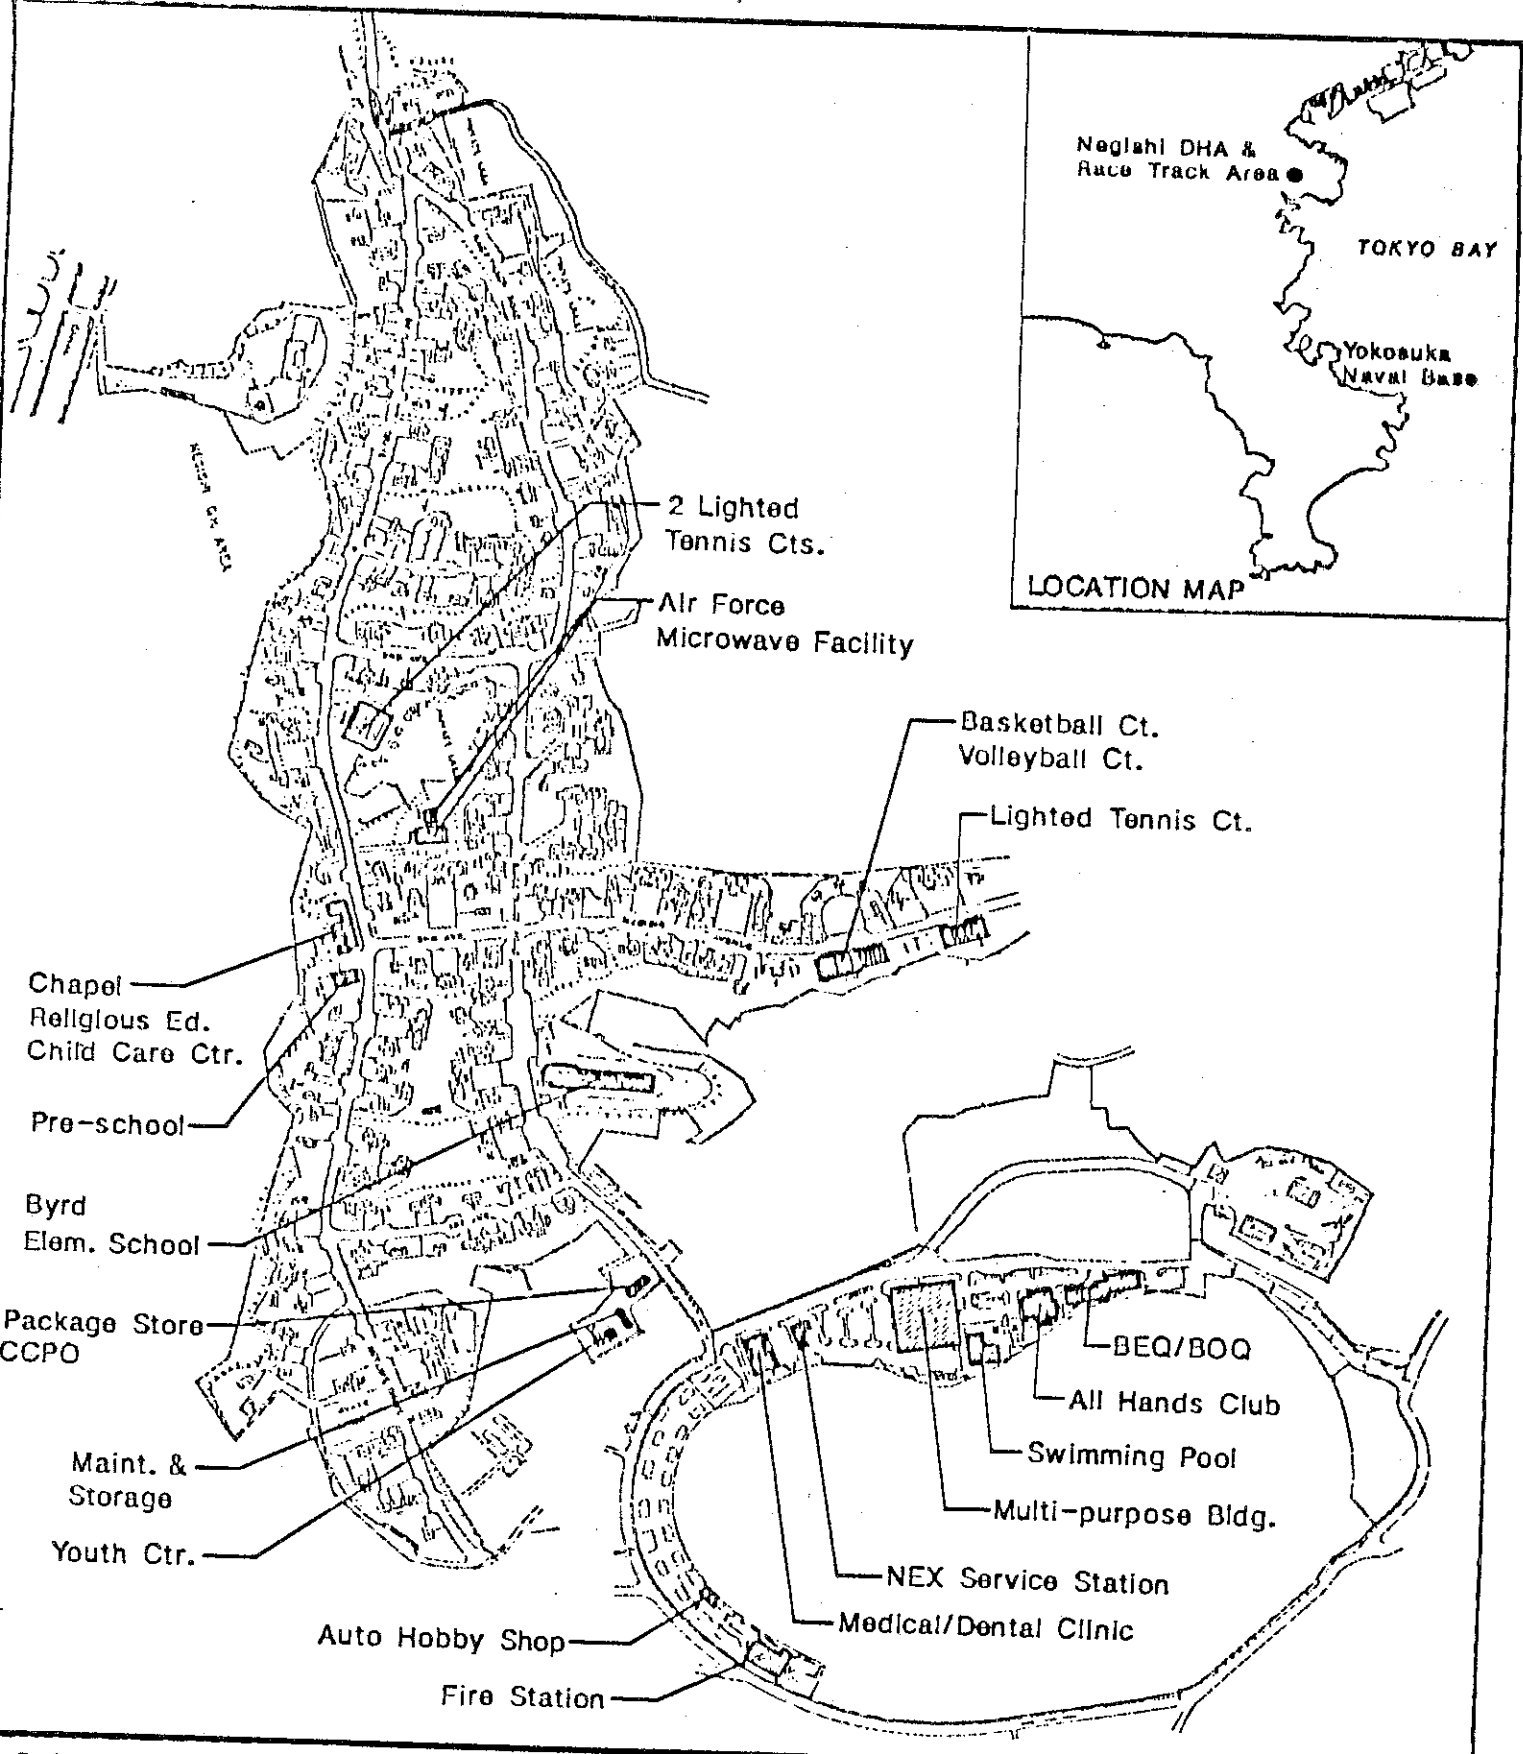 Negishi DHA &
Race Track Area
TOKYO BAY
Yokosuka
Naval Base
LOCATION MAP
2 Lighted
Tennis Cts.
Air Force
Microwave Facility
Basketball Ct.
Volleyball Ct.
Lighted Tennis Ct.
Chapel
Religious Ed.
Child Care Ctr.
Pre-school
Byrd
Elem. School
Package Store
CCPO
Maint. &
Storage
Youth Ctr.
Auto Hobby Shop
Fire Station
BEQ/BOQ
All Hands Club
Swimming Pool
Multi-purpose Bldg.
NEX Service Station
Medical/Dental Clinic